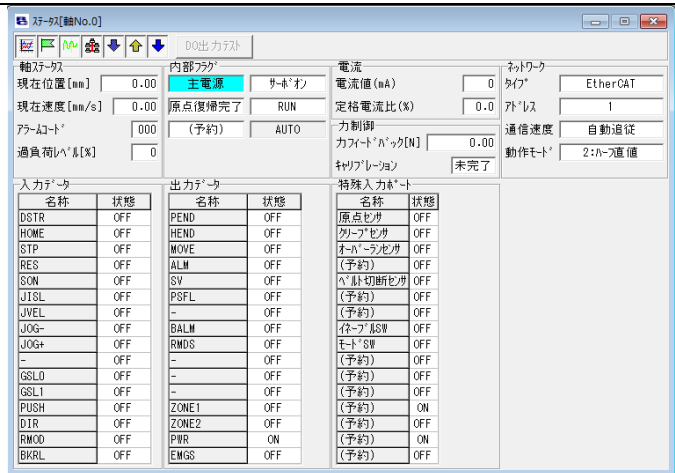 ステータス[軸No.0]
DO出力テスト
軸ステータス
現在位置[mm] 0.00
現在速度[mm/s] 0.00
アラームコード 000
過負荷レベル[%] 0
内部フラグ
主電源 サーボオン
原点復帰完了 RUN
(予約) AUTO
電流
電流値(mA) 0
定格電流比(%) 0.0
力制御
力フィードバック[N] 0.00
キャリブレーション 未完了
ネットワーク
タイプ EtherCAT
アドレス 1
通信速度 自動追従
動作モード 2:ハーフ直値
入力データ
名称 状態
DSTR OFF
HOME OFF
STP OFF
RES OFF
SON OFF
JISL OFF
JVEL OFF
JOG- OFF
JOG+ OFF
- OFF
GSL0 OFF
GSL1 OFF
PUSH OFF
DIR OFF
RMOD OFF
BKRL OFF
出力データ
名称 状態
PEND OFF
HEND OFF
MOVE OFF
ALM OFF
SV OFF
PSFL OFF
- OFF
BALM OFF
RMDS OFF
- OFF
- OFF
- OFF
ZONE1 OFF
ZONE2 OFF
PWR ON
EMGS OFF
特殊入力ポート
名称 状態
原点センサ OFF
クリープセンサ OFF
オーバーランセンサ OFF
(予約) OFF
ベルト切断センサ OFF
(予約) OFF
(予約) OFF
イネーブルSW OFF
モードSW OFF
(予約) OFF
(予約) OFF
(予約) OFF
(予約) ON
(予約) OFF
(予約) ON
(予約) OFF